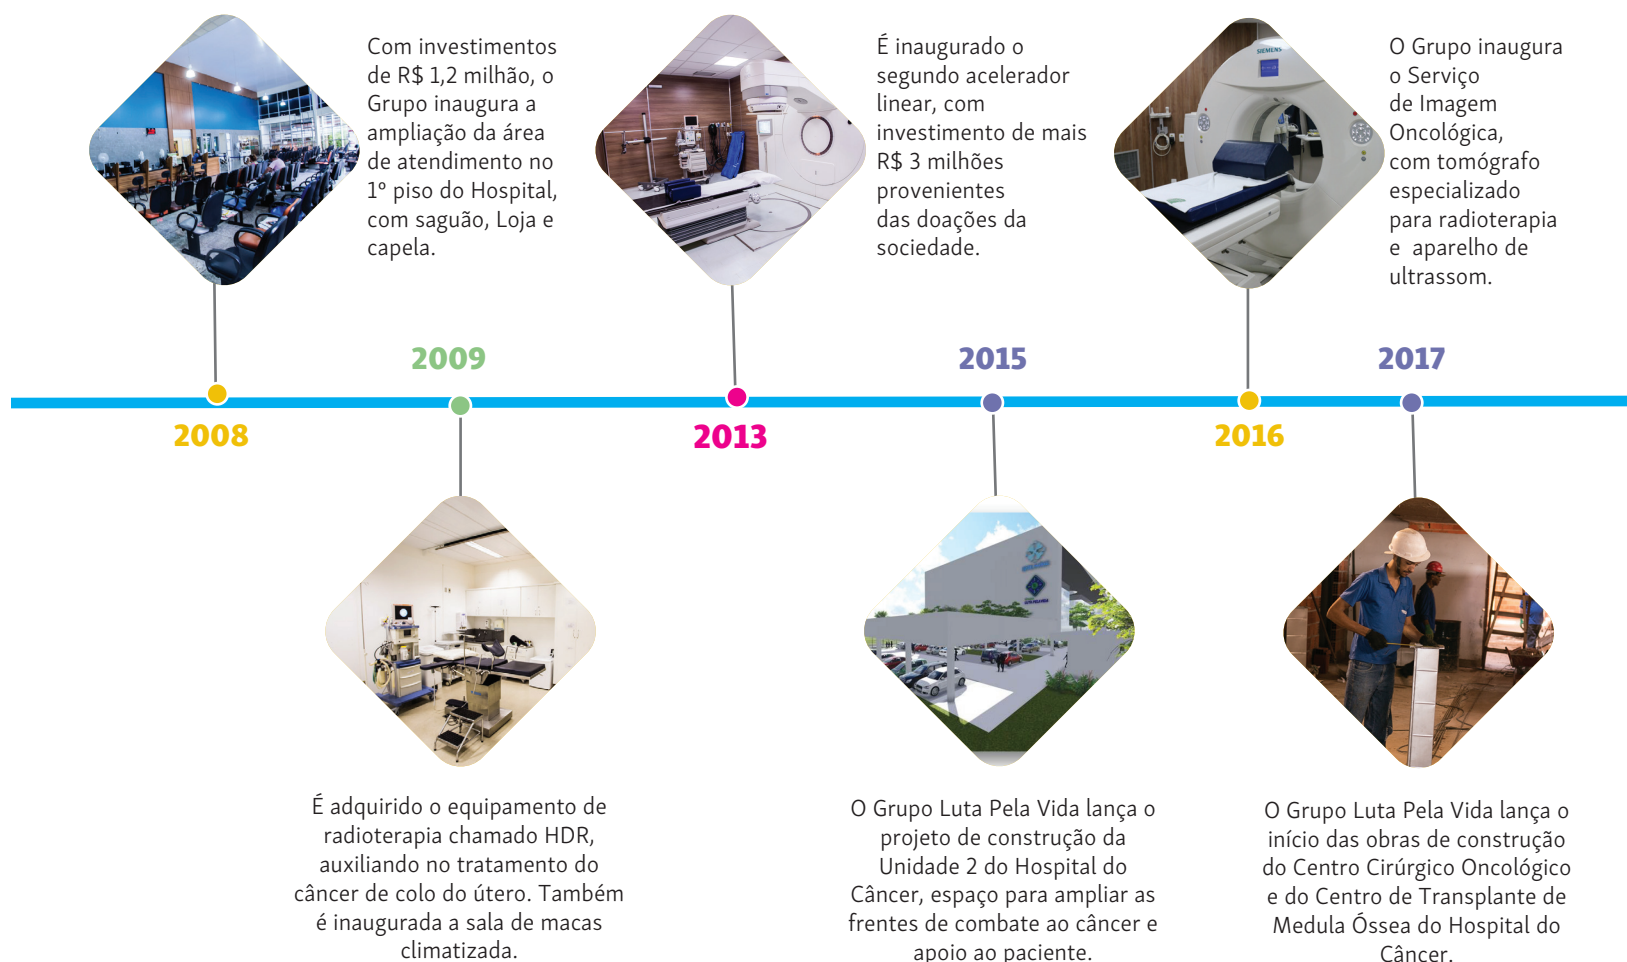 Com investimentos
de R$ 1,2 milhão, o
Grupo inaugura a
ampliação da área
de atendimento no
1º piso do Hospital,
com saguão, Loja e
capela.
É inaugurado o
segundo acelerador
linear, com
investimento de mais
R$ 3 milhões
provenientes
das doações da
sociedade.
SIEMENS
O Grupo inaugura
o Serviço
de Imagem
Oncológica,
com tomógrafo
especializado
para radioterapia
e aparelho de
ultrassom.
2009
2015
2017
2008
2013
2016
É adquirido o equipamento de
radioterapia chamado HDR,
auxiliando no tratamento do
câncer de colo do útero. Também
é inaugurada a sala de macas
climatizada.
O Grupo Luta Pela Vida lança o
projeto de construção da
Unidade 2 do Hospital do
Câncer, espaço para ampliar as
frentes de combate ao câncer e
apoio ao paciente.
O Grupo Luta Pela Vida lança o
início das obras de construção
do Centro Cirúrgico Oncológico
e do Centro de Transplante de
Medula Óssea do Hospital do
Câncer.